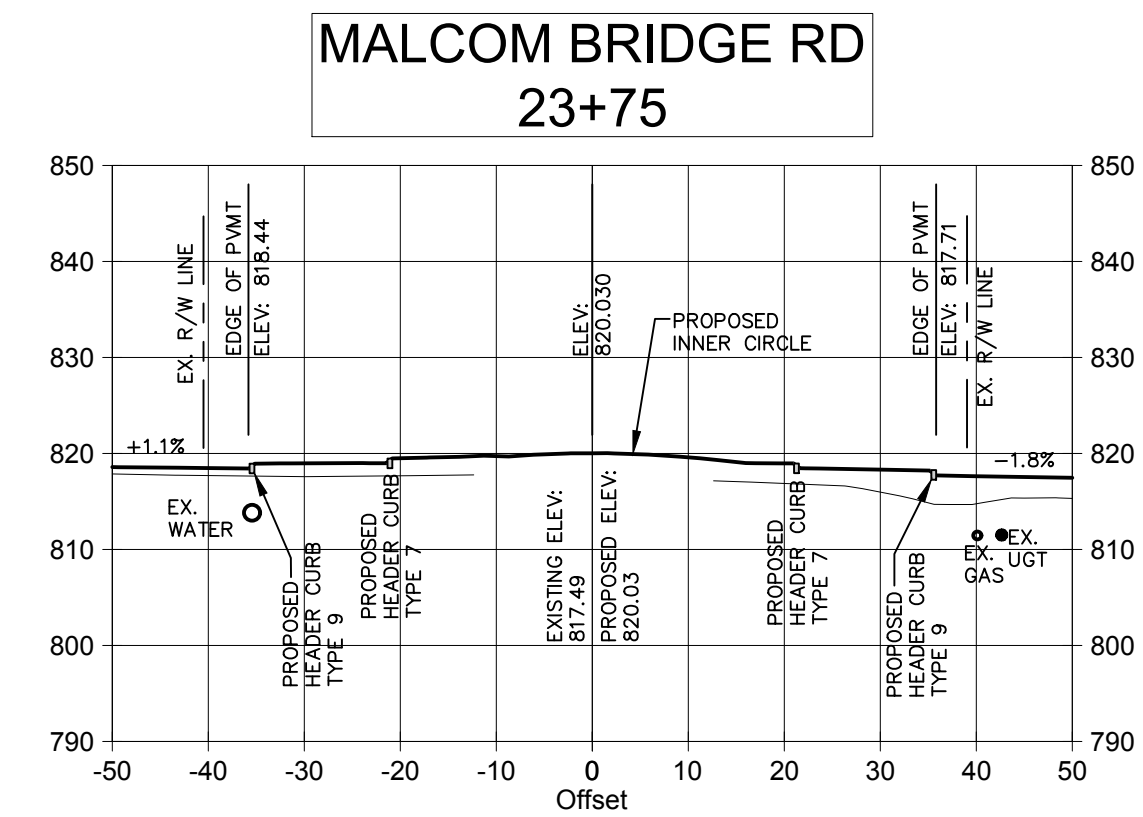 MALCOM BRIDGE RD
23+75
850
850
840
840
830
830
820
820
810
810
800
800
790
790
EX. R/W LINE
EDGE OF PVMT
ELEV: 818.44
ELEV:
820.030
PROPOSED
INNER CIRCLE
EDGE OF PVMT
ELEV: 817.71
EX. R/W LINE
+1.1%
-1.8%
EX.
WATER
PROPOSED
HEADER CURB
TYPE 9
PROPOSED
HEADER CURB
TYPE 7
EXISTING ELEV:
817.49
PROPOSED ELEV:
820.03
PROPOSED
HEADER CURB
TYPE 7
PROPOSED
HEADER CURB
TYPE 9
EX.
GAS
EX.
UGT
-50
-40
-30
-20
-10
0
10
20
30
40
50
Offset